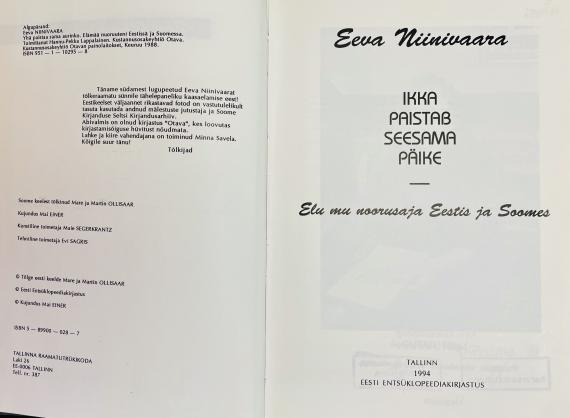 Algupärand:
Eeva NIINIVAARA
Yhä paistaa sama aurinko. Elämää nuoruuteni Eestissä ja Suomessa.
Toimittanut Hannu-Pekka Lappalainen. Kustannusosakeyhtiö Otava.
Kustannusosakeyhtiö Otavan painolaitokset, Keuruu 1988.
ISBN 951 — 1 — 10293 — 8
Täname südamest lugupeetud Eeva Niinivaarat
tõlkeraamatu sünnile tähelepaneliku kaasaelamise eest!
Eestikeelset väljaannet rikastavad fotod on vastutulelikult
tasuta kasutada andnud mälestuste jutustaja ja Soome
Kirjanduse Seltsi Kirjandusarhiiv.
Abivalmis on olnud kirjastus "Otava", kes loovutas
kirjastamisõiguse hüvitust nõudmata.
Lahke ja kiire vahendajana on toiminud Minna Savela.
Kõigile suur tänu!
Tõlkijad
Soome keelest tõlkinud Mare ja Martin OLLISAAR
Kujundus Mai EINER
Kunstiline toimetaja Maie SEGERKRANTZ
Tehniline toimetaja Evi SAGRIS
© Tõlge eesti keelde Mare ja Martin OLLISAAR
© Eesti Entsüklopeediakirjastus
© Kujundus Mai EINER
ISBN 5 — 89900 — 028 — 7
TALLINNA RAAMATUTRÜKIKODA
Laki 26
EE-0006 TALLINN
Tell. nr. 387
Eeva Niinivaara
IKKA
PAISTAB
SEESAMA
PÄIKE
Elu mu noorusaja Eestis ja Soomes
TALLINN
1994
EESTI ENTSÜKLOPEEDIAKIRJASTUS